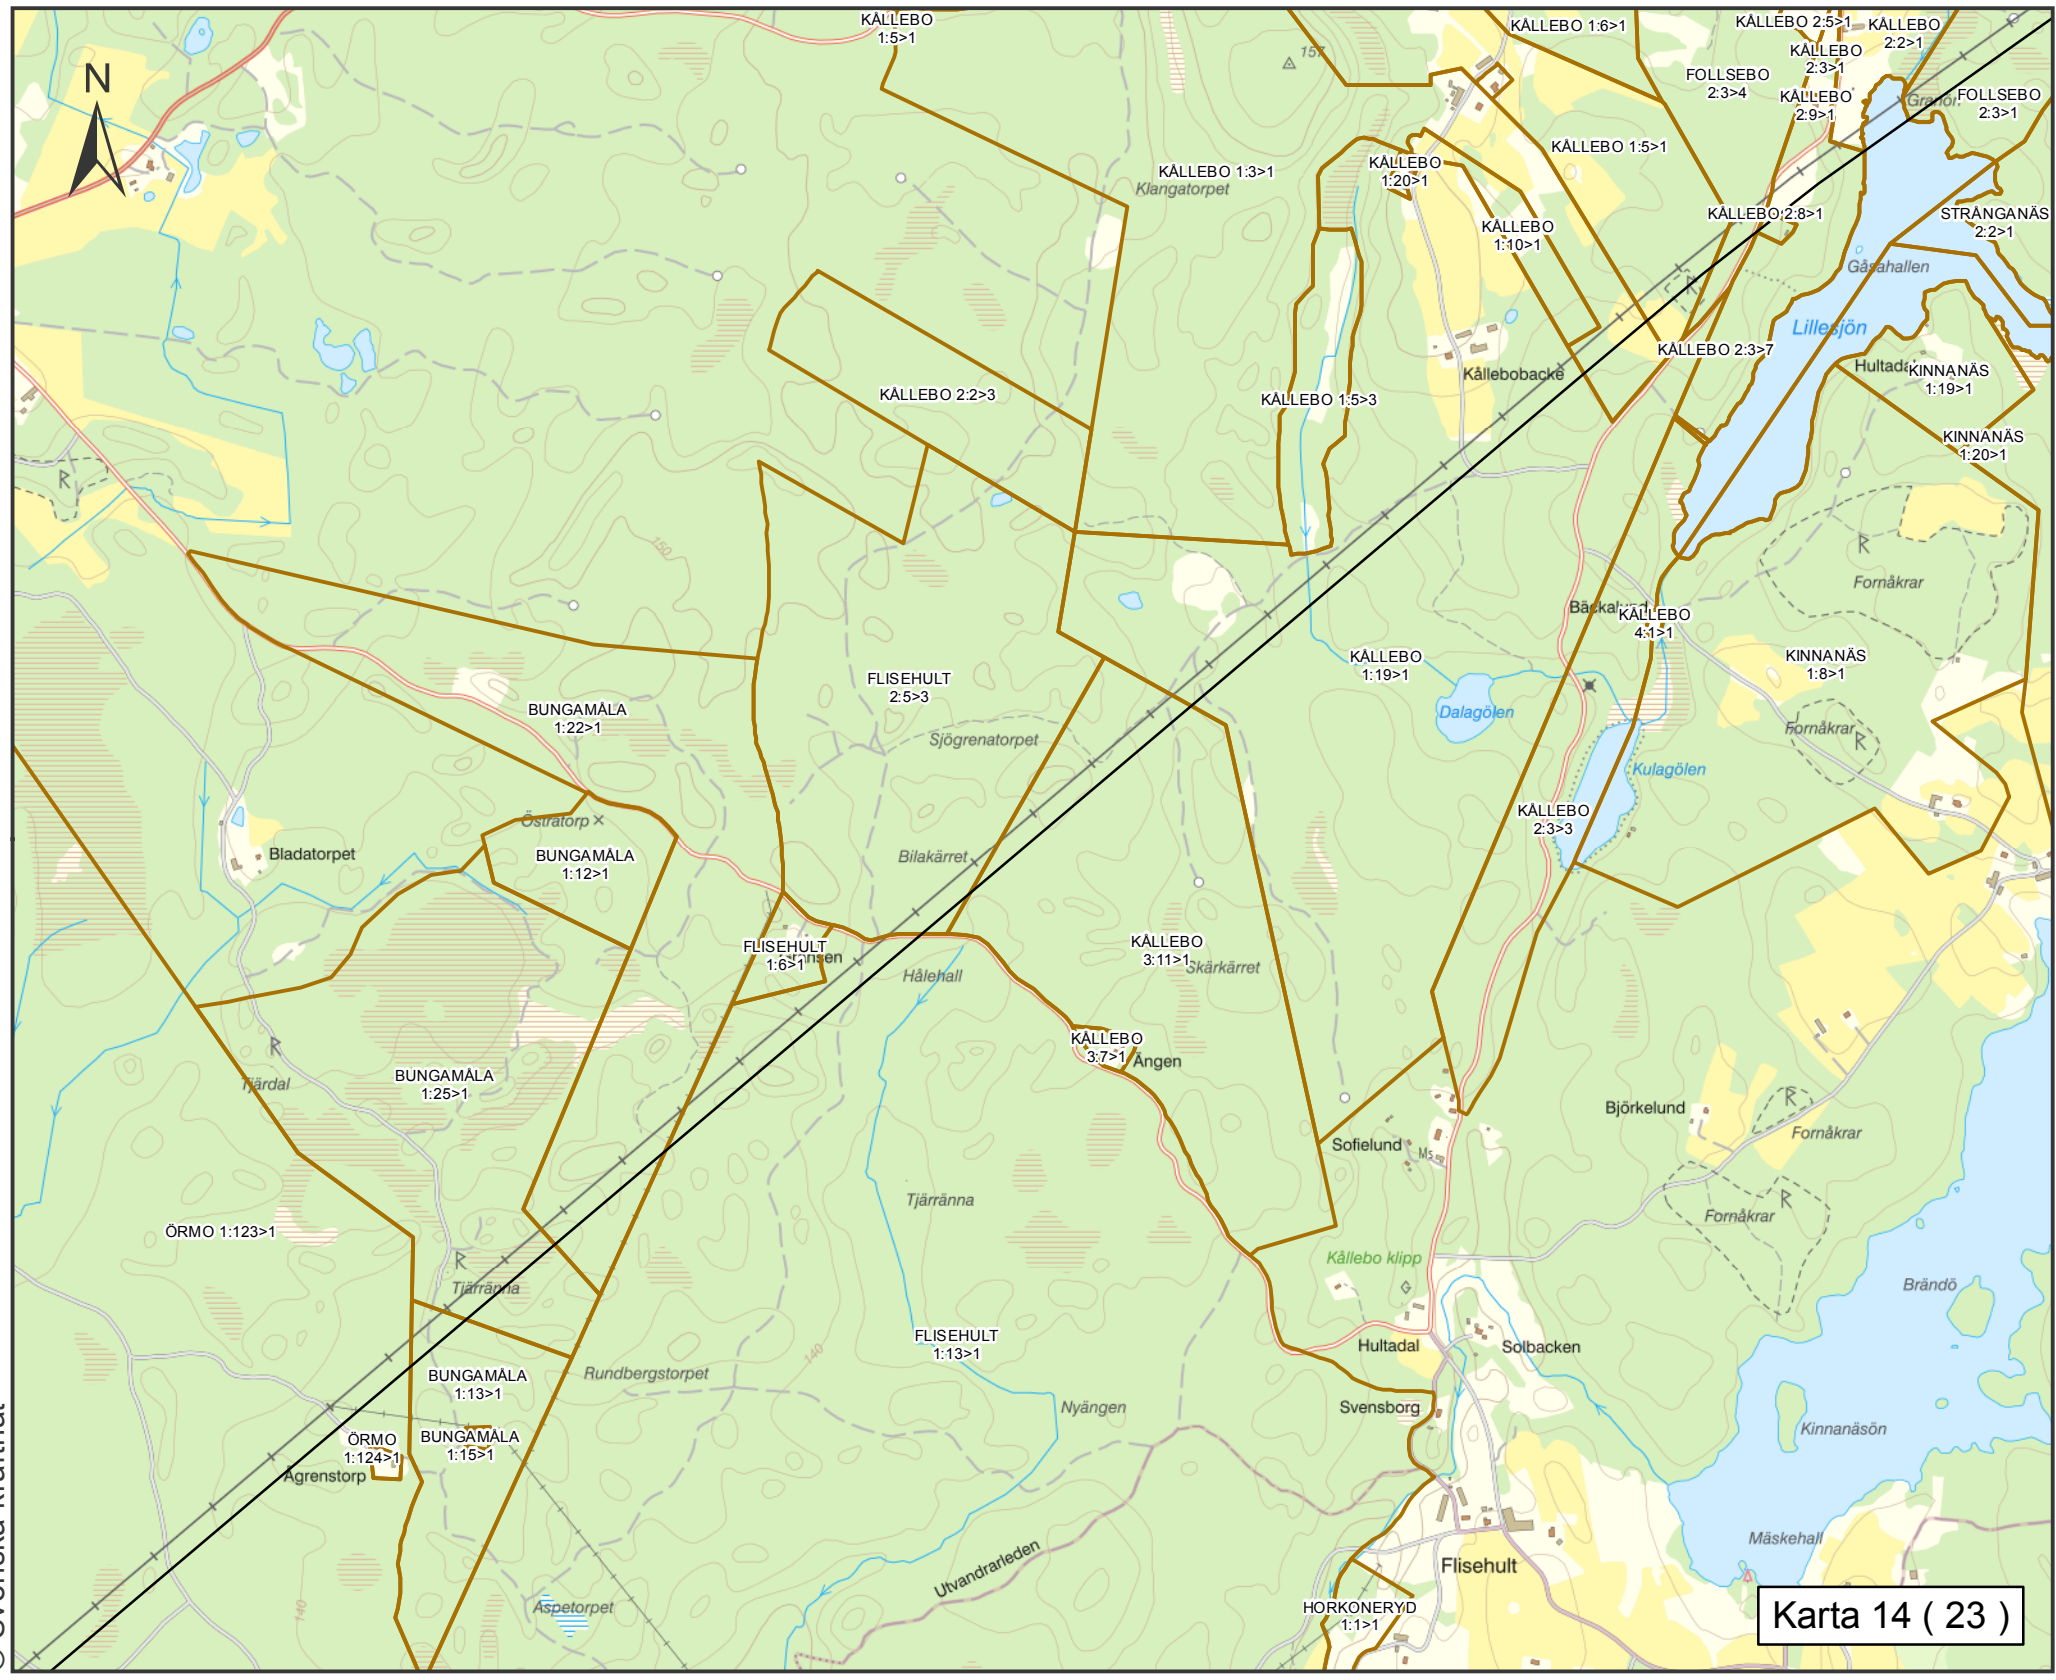 KÅLLEBO
1:5>1
KÅLLEBO 1:6>1
KÅLLEBO 2:5>1
KÅLLEBO
2:2>1
KÅLLEBO
2:3>1
157
N
FOLLSEBO
2:3>4
KÅLLEBO
2:9>1
FOLLSEBO
2:3>1
KÅLLEBO 1:5>1
KÅLLEBO
1:20>1
KÅLLEBO 1:3>1
Klangatorpet
KÅLLEBO 2:8>1
STRÅNGANÄS
2:2>1
KÅLLEBO
1:10>1
Gåsahallen
Lillesjön
KÅLLEBO 2:3>7
Kållebobacke
KINNANÄS
1:19>1
KÅLLEBO 2:2>3
KÅLLEBO 1:5>3
KINNANÄS
1:20>1
R
150
R
Fornåkrar
KÅLLEBO
4:1>1
KÅLLEBO
1:19>1
KINNANÄS
1:8>1
FLISEHULT
2:5>3
BUNGAMÅLA
1:22>1
Dalagölen
Sjögrenatorpet
Fornåkrar
R
Kulagölen
KÅLLEBO
2:3>3
Östratorp
Bladatorpet
BUNGAMÅLA
1:12>1
Bilakärret
FLISEHULT
1:6>1
KÅLLEBO
3:11>1
Skärkärret
Hålehall
R
KÅLLEBO
3:7>1
Ängen
Tjärdal
BUNGAMÅLA
1:25>1
Björkelund
R
Fornåkrar
Sofielund
Ms
Tjärränna
R
Fornåkrar
ÖRMO 1:123>1
R
Tjärränna
Kållebo klipp
G
Brändö
FLISEHULT
1:13>1
Hultadal
Solbacken
140
Rundbergstorpet
BUNGAMÅLA
1:13>1
Nyängen
Svensborg
Kinnanäsön
ÖRMO
1:124>1
BUNGAMÅLA
1:15>1
Ågrenstorp
Mäskehall
Flisehult
Utvandrarleden
Aspetorpet
140
HORKONERYD
1:1>1
Karta 14 ( 23 )